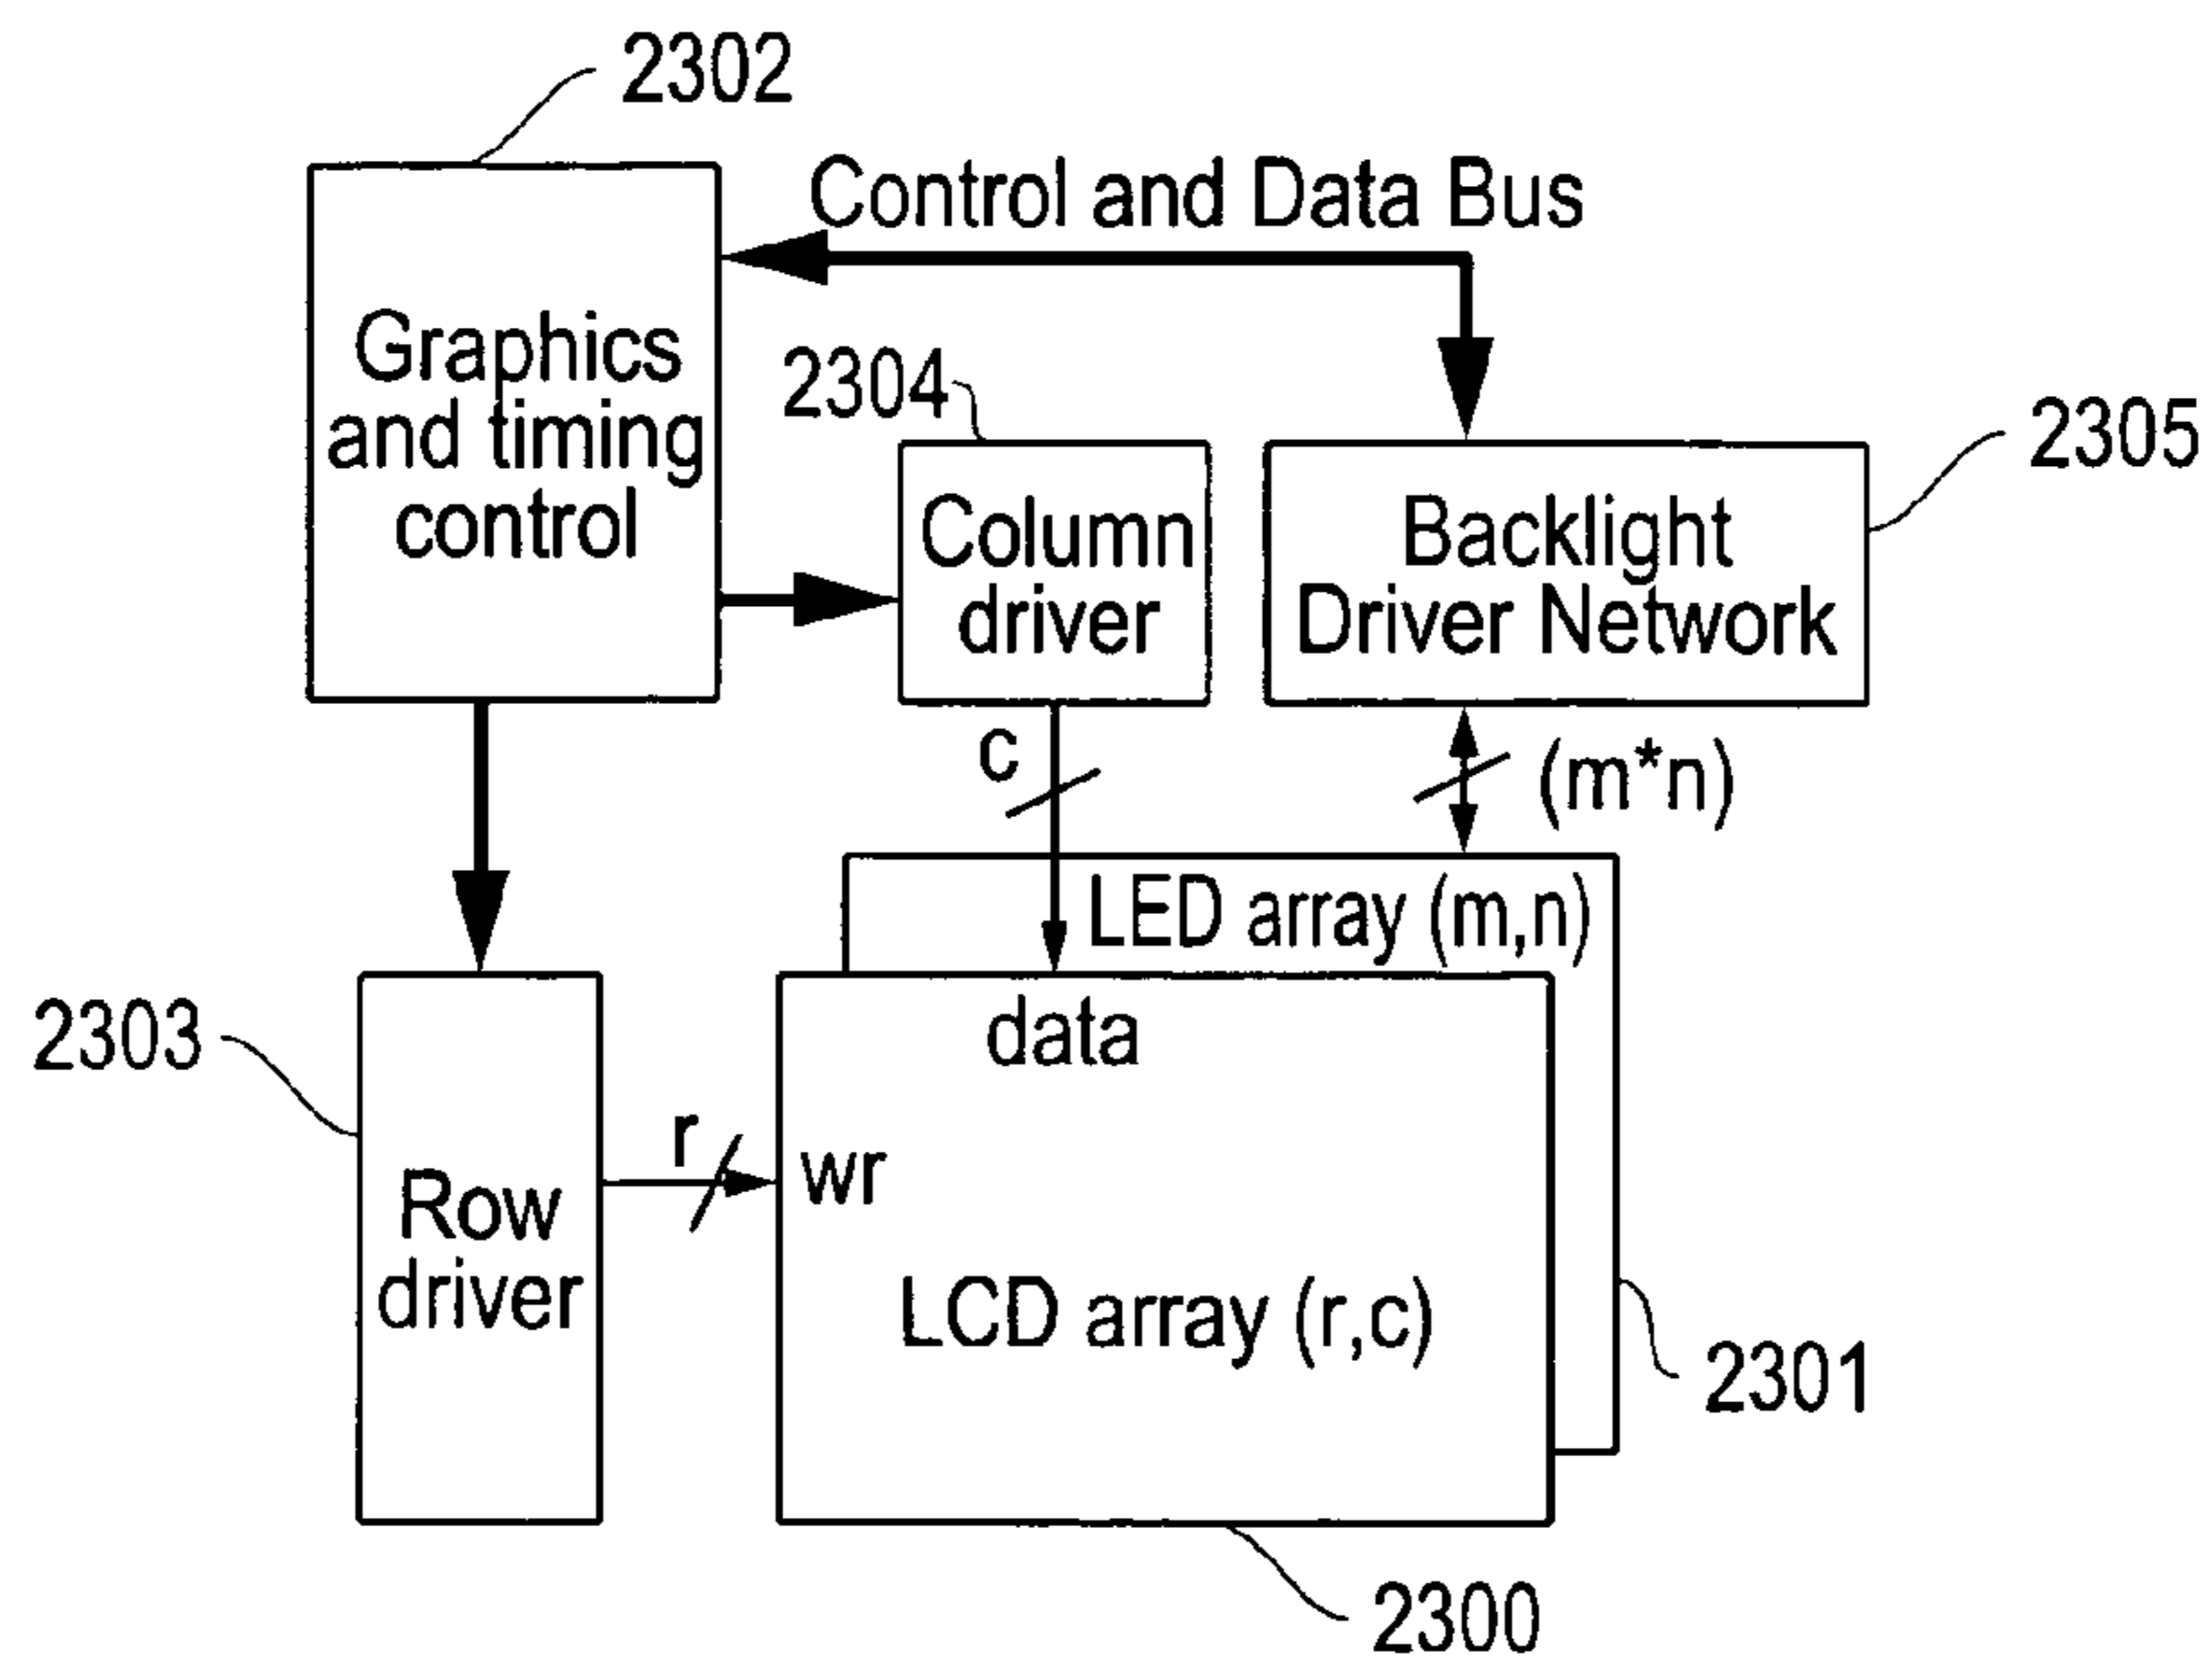 2302
Control and Data Bus
Graphics
and timing
control
2304
2305
Column
driver
Backlight
Driver Network
c
(m*n)
LED array (m,n)
2303
data
r
wr
Row
driver
LCD array (r,c)
2301
2300